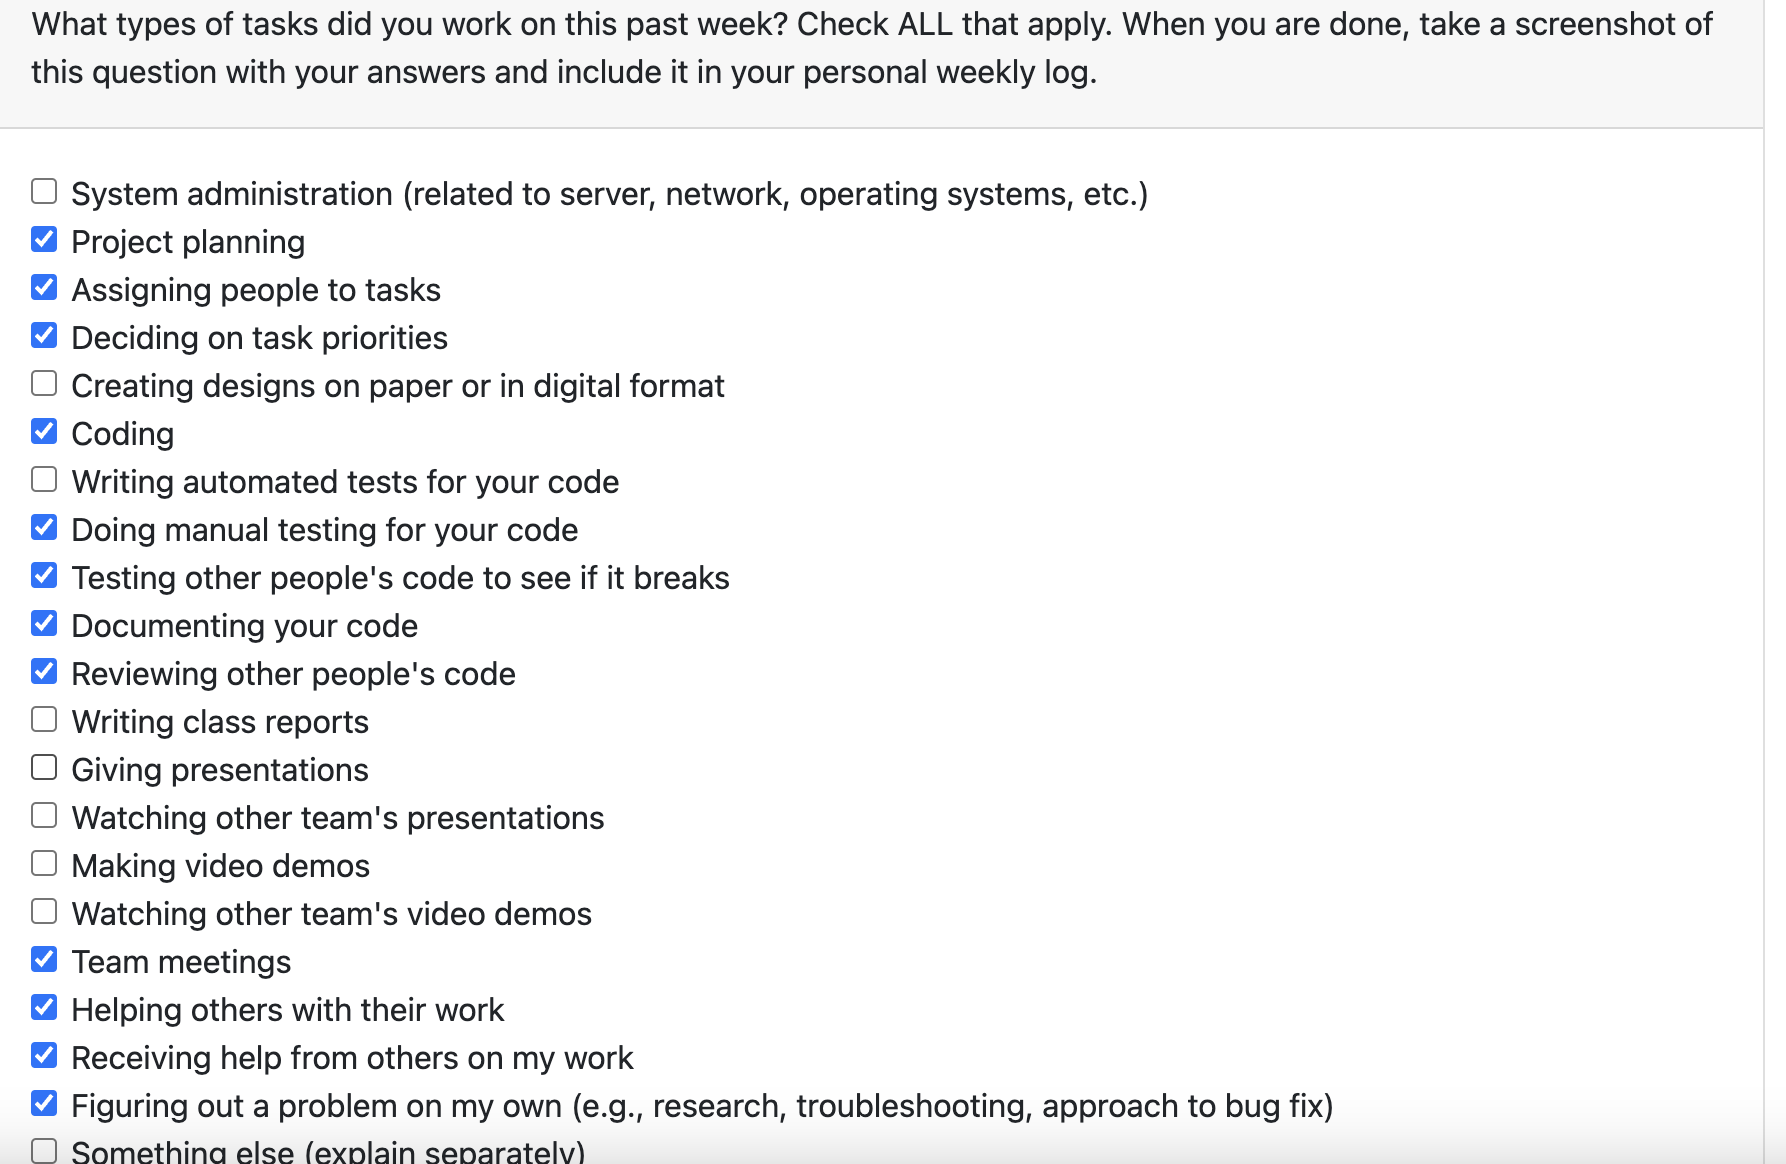 What types of tasks did you work on this past week? Check ALL that apply. When you are done, take a screenshot of
this question with your answers and include it in your personal weekly log.
System administration (related to server, network, operating systems, etc.)
Project planning
Assigning people to tasks
Deciding on task priorities
Creating designs on paper or in digital format
Coding
Writing automated tests for your code
Doing manual testing for your code
Testing other people's code to see if it breaks
Documenting your code
Reviewing other people's code
Writing class reports
Giving presentations
Watching other team's presentations
Making video demos
Watching other team's video demos
Team meetings
Helping others with their work
Receiving help from others on my work
Figuring out a problem on my own (e.g., research, troubleshooting, approach to bug fix)
Something else (explain separately)